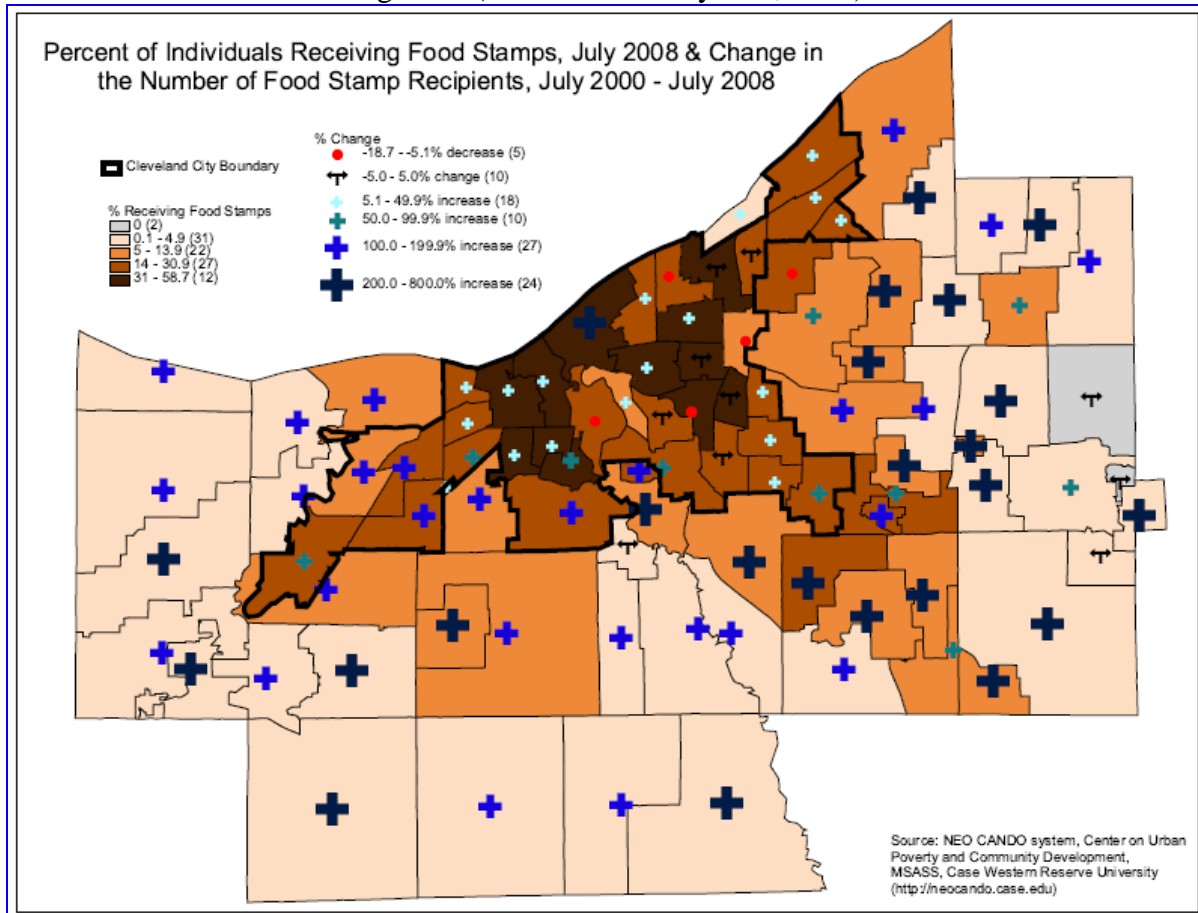 Percent of Individuals Receiving Food Stamps, July 2008 & Change in
the Number of Food Stamp Recipients, July 2000 - July 2008
Cleveland City Boundary
% Receiving Food Stamps
0 (2)
0.1 - 4.9 (31)
5 - 13.9 (22)
14 - 30.9 (27)
31 - 58.7 (12)
% Change
-18.7 - -5.1% decrease (5)
-5.0 - 5.0% change (10)
5.1 - 49.9% increase (18)
50.0 - 99.9% increase (10)
100.0 - 199.9% increase (27)
200.0 - 800.0% increase (24)
Source: NEO CANDO system, Center on Urban
Poverty and Community Development,
MSASS, Case Western Reserve University
(http://neocando.case.edu)